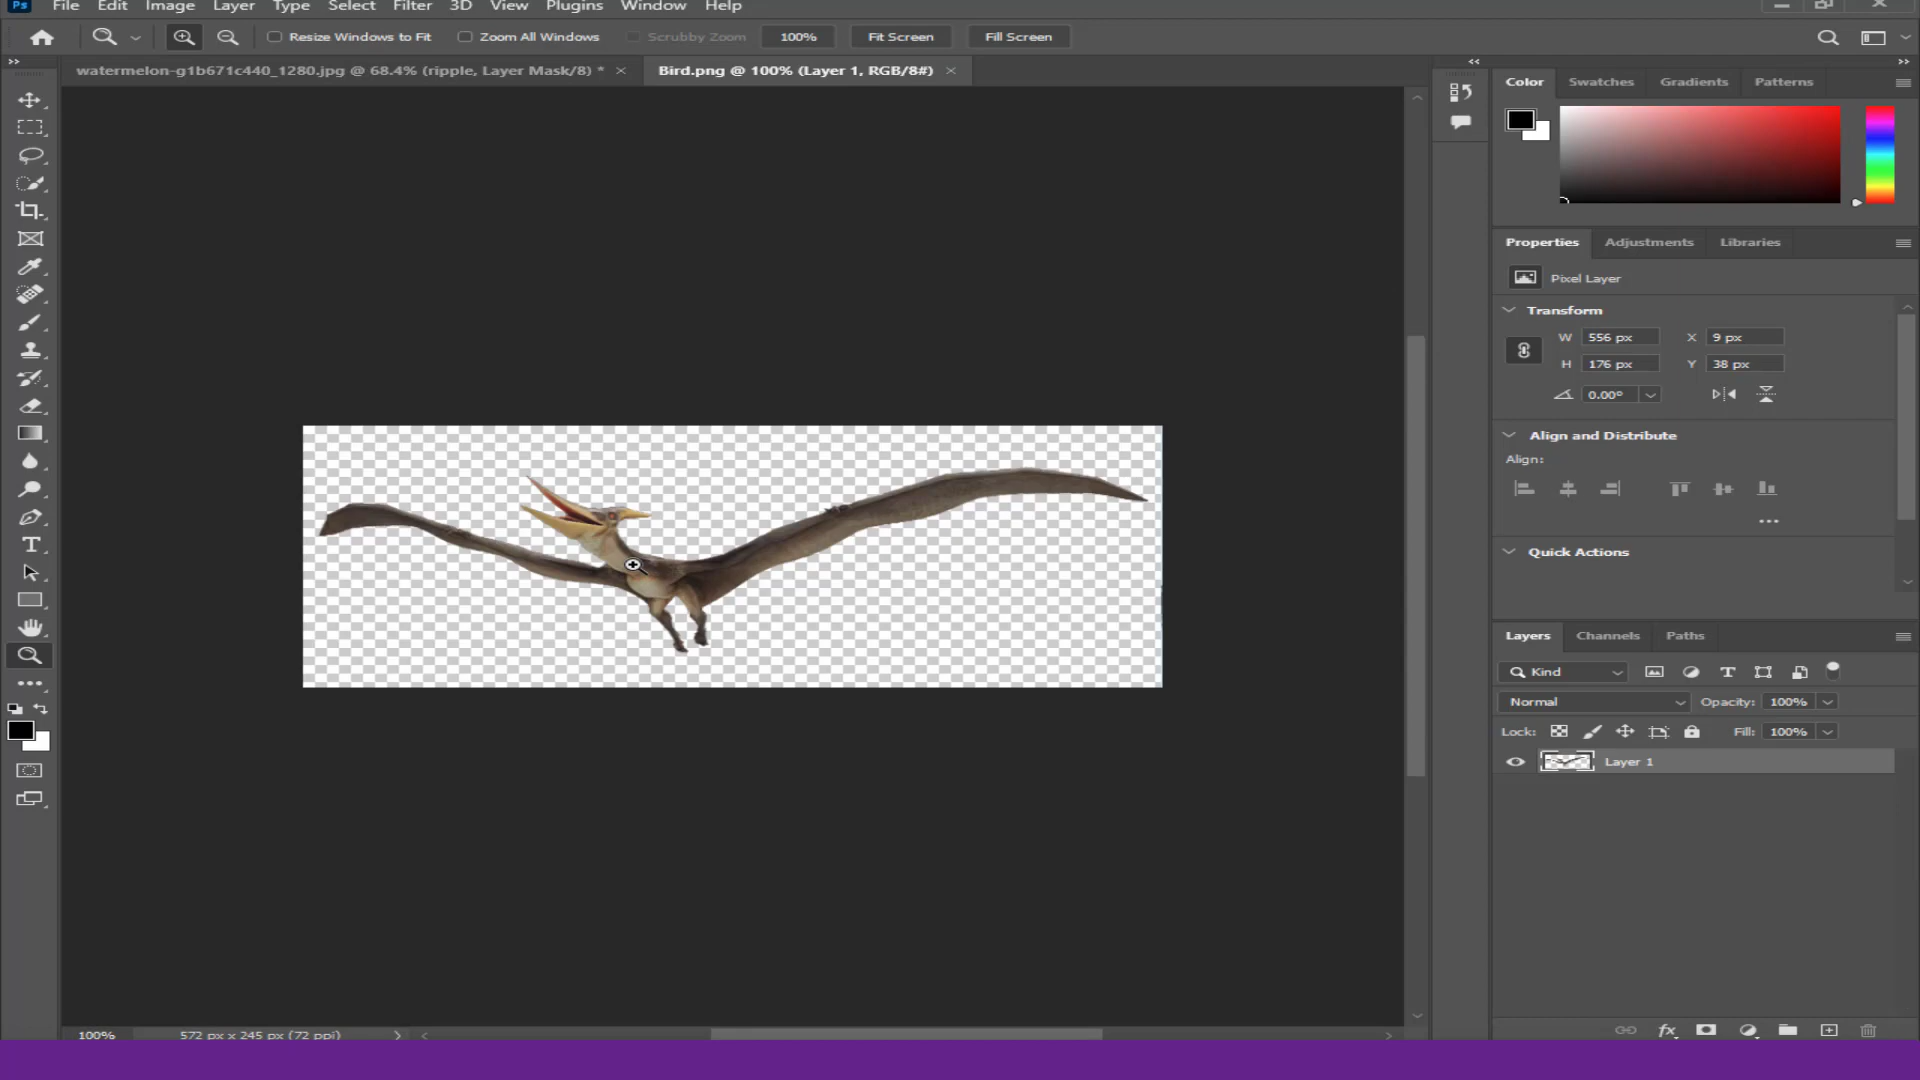 Ps File Edit Image Layer Type Select Filter 3D View Plugins Window Help
Resize Windows to Fit Zoom All Windows Scrubby Zoom 100% Fit Screen Fill Screen
watermelon-g1b671c440_1280.jpg @ 68.4% (ripple, Layer Mask/8) * Bird.png @ 100% (Layer 1, RGB/8#)
Color Swatches Gradients Patterns
Properties Adjustments Libraries
Pixel Layer
Transform
W 556 px X 9 px
H 176 px Y 38 px
0.00°
Align and Distribute
Align:
Quick Actions
Layers Channels Paths
Kind
Normal Opacity: 100%
Lock: Fill: 100%
Layer 1
100% 572 px x 245 px (72 ppi)